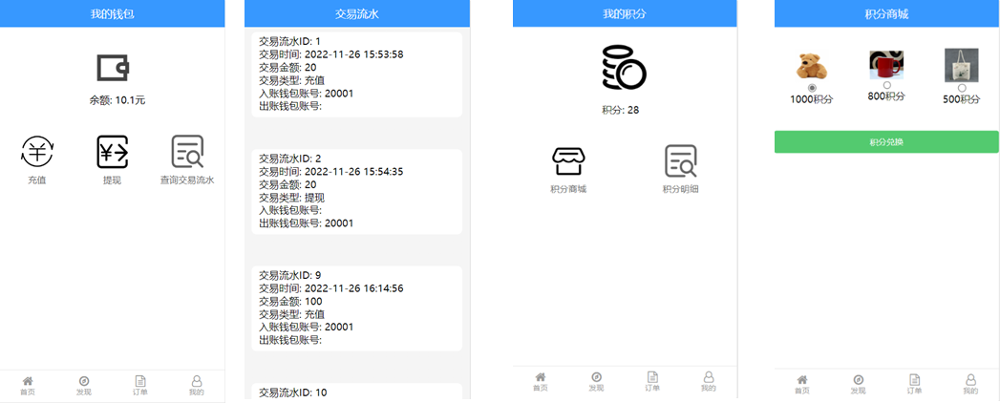 我的钱包
余额: 10.1元
充值
提现
查询交易流水
首页
发现
订单
我的
交易流水
交易流水ID: 1
交易时间: 2022-11-26 15:53:58
交易金额: 20
交易类型: 充值
入账钱包账号: 20001
出账钱包账号:
交易流水ID: 2
交易时间: 2022-11-26 15:54:35
交易金额: 20
交易类型: 提现
入账钱包账号:
出账钱包账号: 20001
交易流水ID: 9
交易时间: 2022-11-26 16:14:56
交易金额: 100
交易类型: 充值
入账钱包账号: 20001
出账钱包账号:
交易流水ID: 10
我的积分
积分: 28
积分商城
积分明细
首页
发现
订单
我的
积分商城
1000积分
800积分
500积分
积分兑换
首页
发现
订单
我的